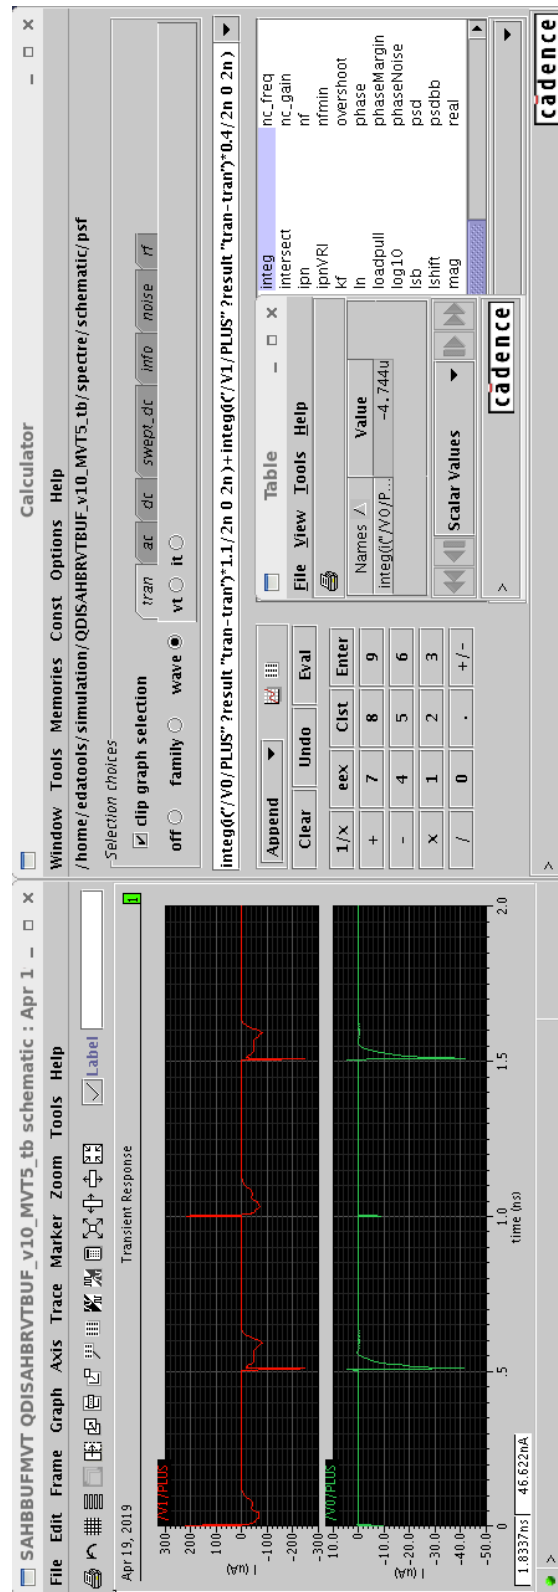 SAHBBUFMVT QDISAHBRVTBUF_v10_MVT5_tb schematic : Apr 1
File Edit Frame Graph Axis Trace Marker Zoom Tools Help
Label
Apr 13, 2019
Transient Response
1
/V1/PLUS
300
200
100
0
-100
-200
-300
I (uA)
/V0/PLUS
10.0
0
-10.0
-20.0
-30.0
-40.0
-50.0
I (uA)
0
.5
1.0
1.5
2.0
time (ns)
1.8337ns
46.622nA
>
Calculator
Window Tools Memories Const Options Help
/home/edatools/simulation/QDISAHBRVTBUF_v10_MVT5_tb/spectre/schematic/psf
Selection choices
tran ac dc swept_dc info noise rf
clip graph selection
off family wave vt it
integ(i("/V0/PLUS" ?result "tran-tran")*1.1/2n 0 2n )+integ(i("/V1/PLUS" ?result "tran-tran")*0.4/2n 0 2n )
Append
Clear Undo Eval
1/x eex Clst Enter
+ 7 8 9
- 4 5 6
x 1 2 3
/ 0 . +/-
Table
File View Tools Help
Names Value
integ(i("/V0/P... -4.744u
Scalar Values
>
cādence
integ nc_freq
intersect nc_gain
ipn nf
ipnVRI nfmin
kf overshoot
ln phase
loadpull phaseMargin
log10 phaseNoise
lsb psd
lshift psdbb
mag real
>
cādence